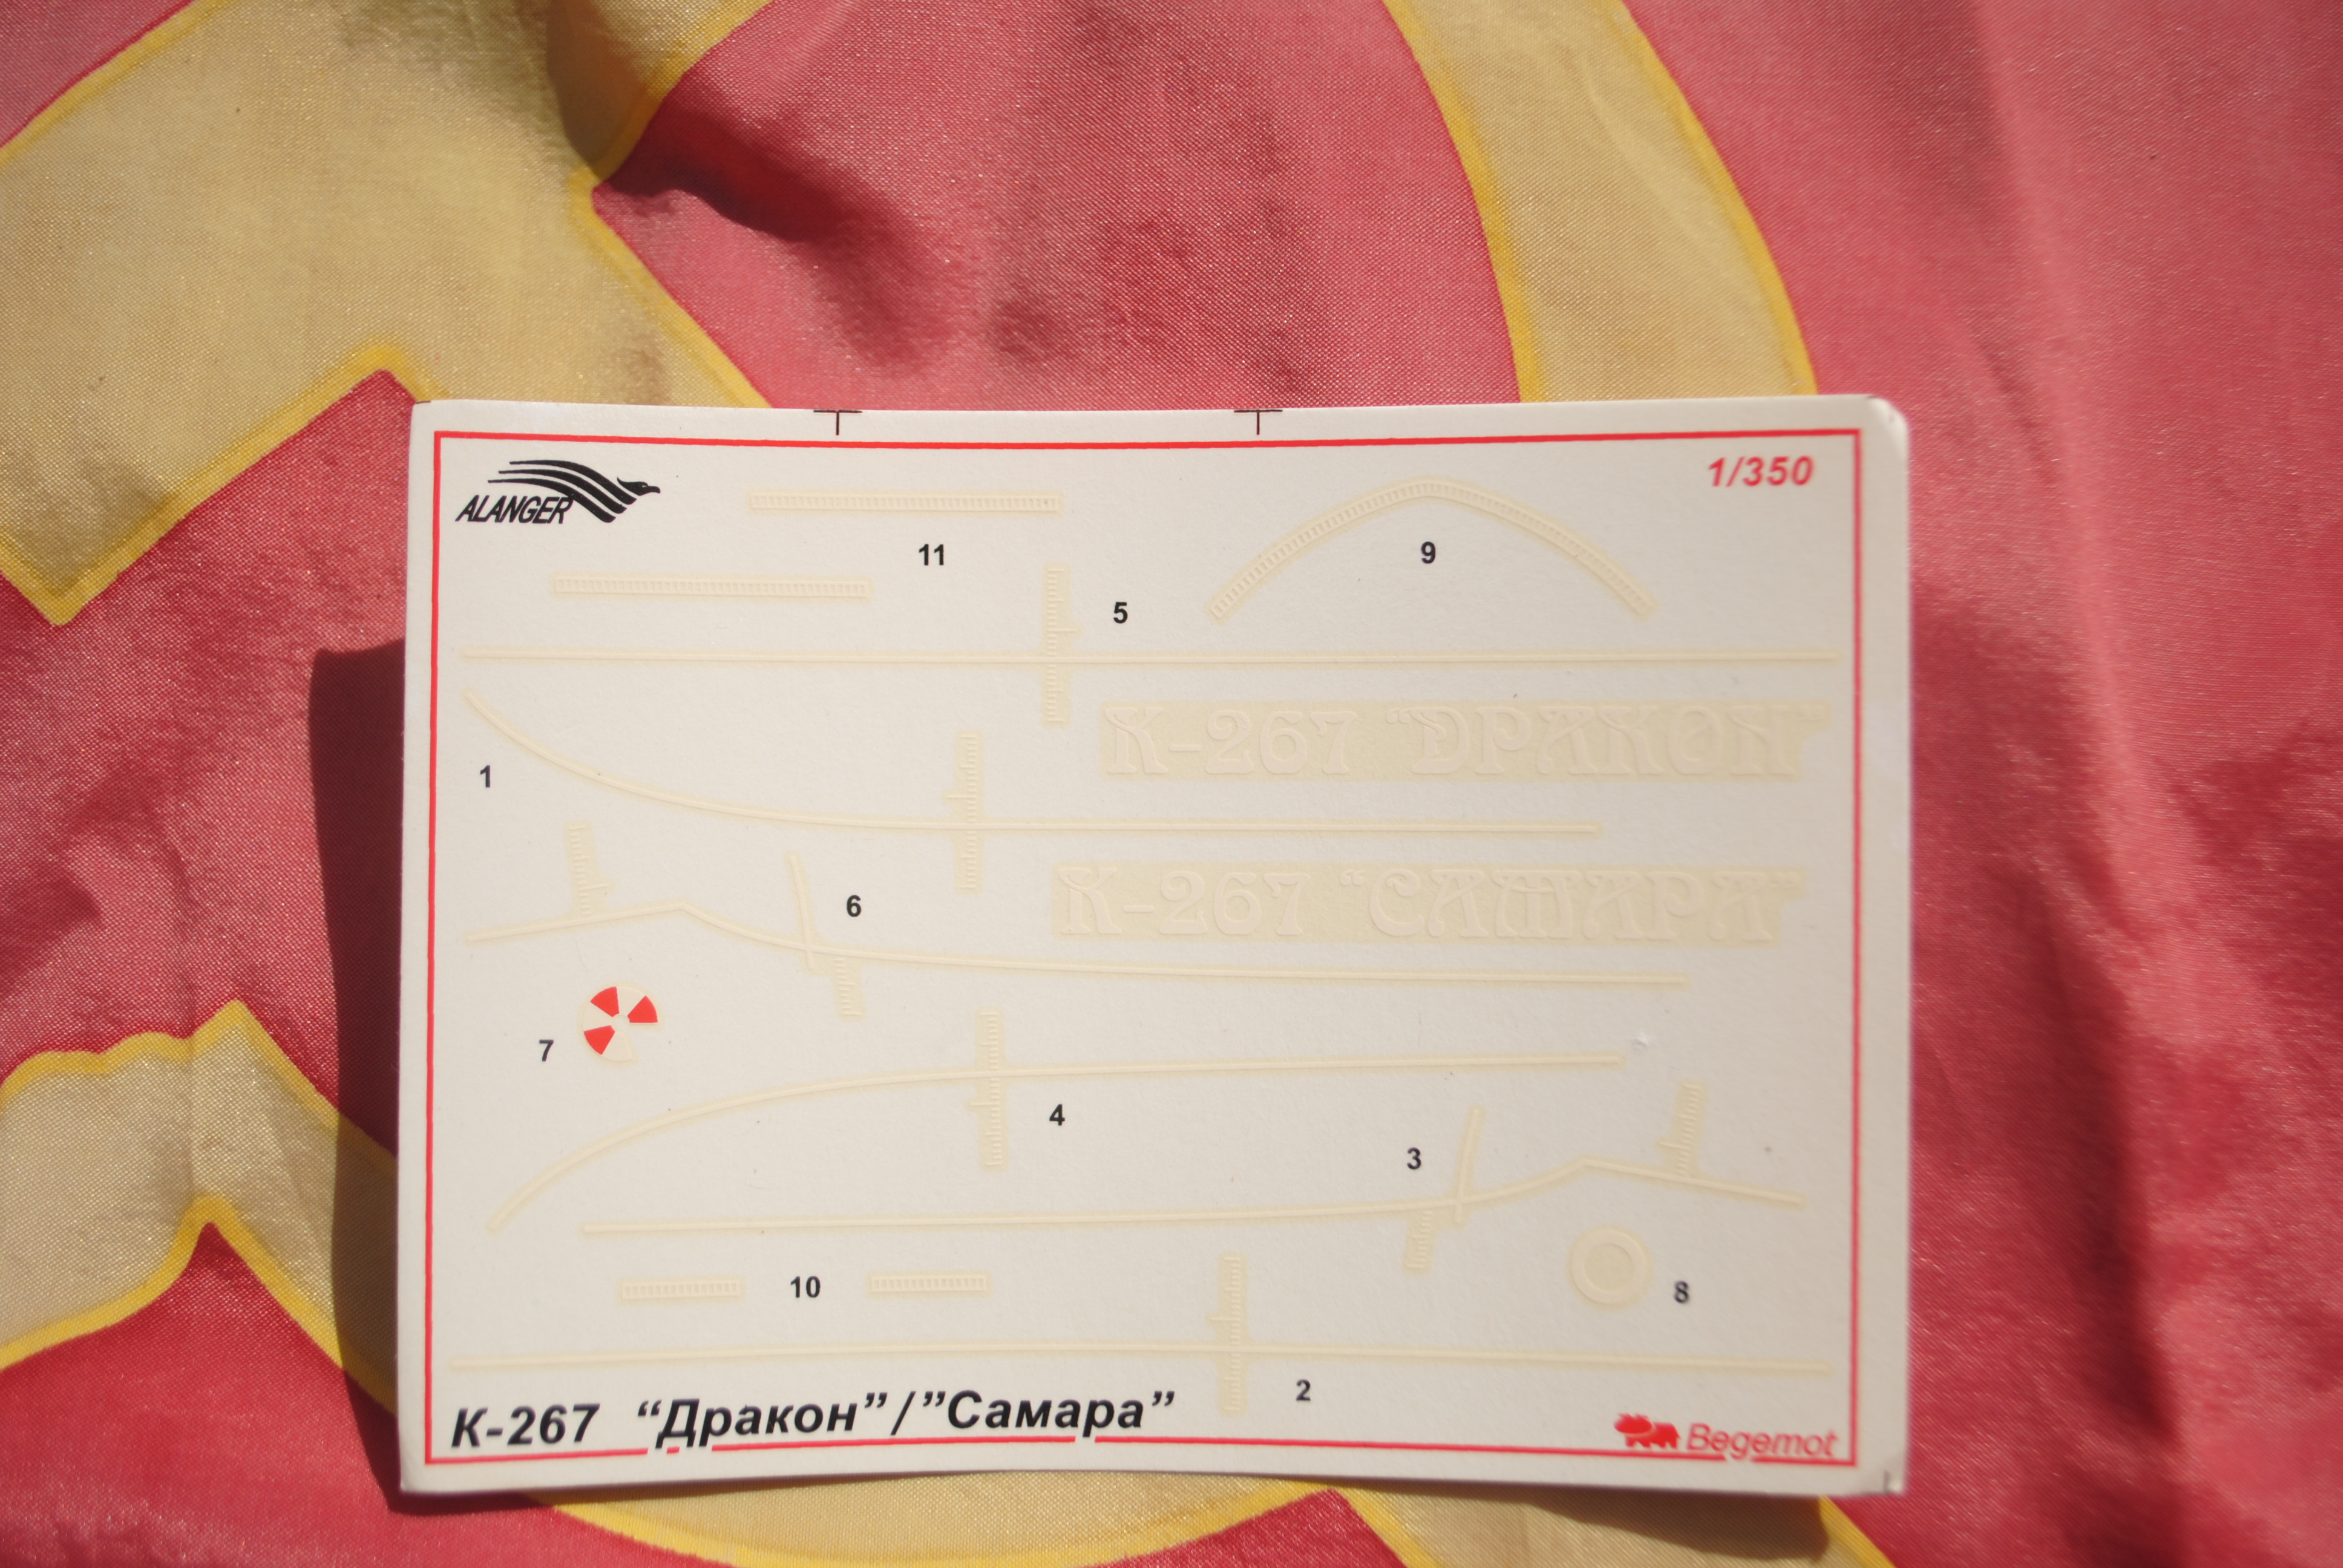 ALANGER
1/350
11
9
5
К-267 “ДРАКОН”
1
К-267 “САМАРА”
6
7
4
3
10
8
2
К-267 “Дракон”/”Самара”
Begemot